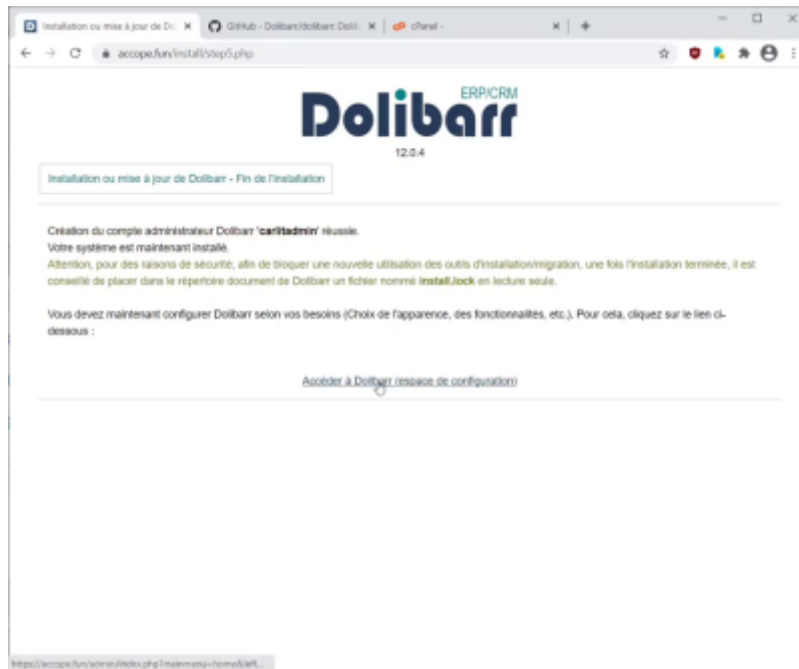 Installation ou mise à jour de Do
GitHub - Dolibarr/dolibarr: Dolib
cPanel -
accope.fun/install/step5.php
ERP/CRM
Dolibarr
12.0.4
Installation ou mise à jour de Dolibarr - Fin de l'installation
Création du compte administrateur Dolibarr 'carlitadmin' réussie.
Votre système est maintenant installé.
Attention, pour des raisons de sécurité, afin de bloquer une nouvelle utilisation des outils d'installation/migration, une fois l'installation terminée, il est
conseillé de placer dans le répertoire document de Dolibarr un fichier nommé install.lock en lecture seule.
Vous devez maintenant configurer Dolibarr selon vos besoins (Choix de l'apparence, des fonctionnalités, etc.). Pour cela, cliquez sur le lien ci-
dessous :
Accéder à Dolibarr (espace de configuration)
https://accope.fun/admin/index.php?mainmenu=home&left...